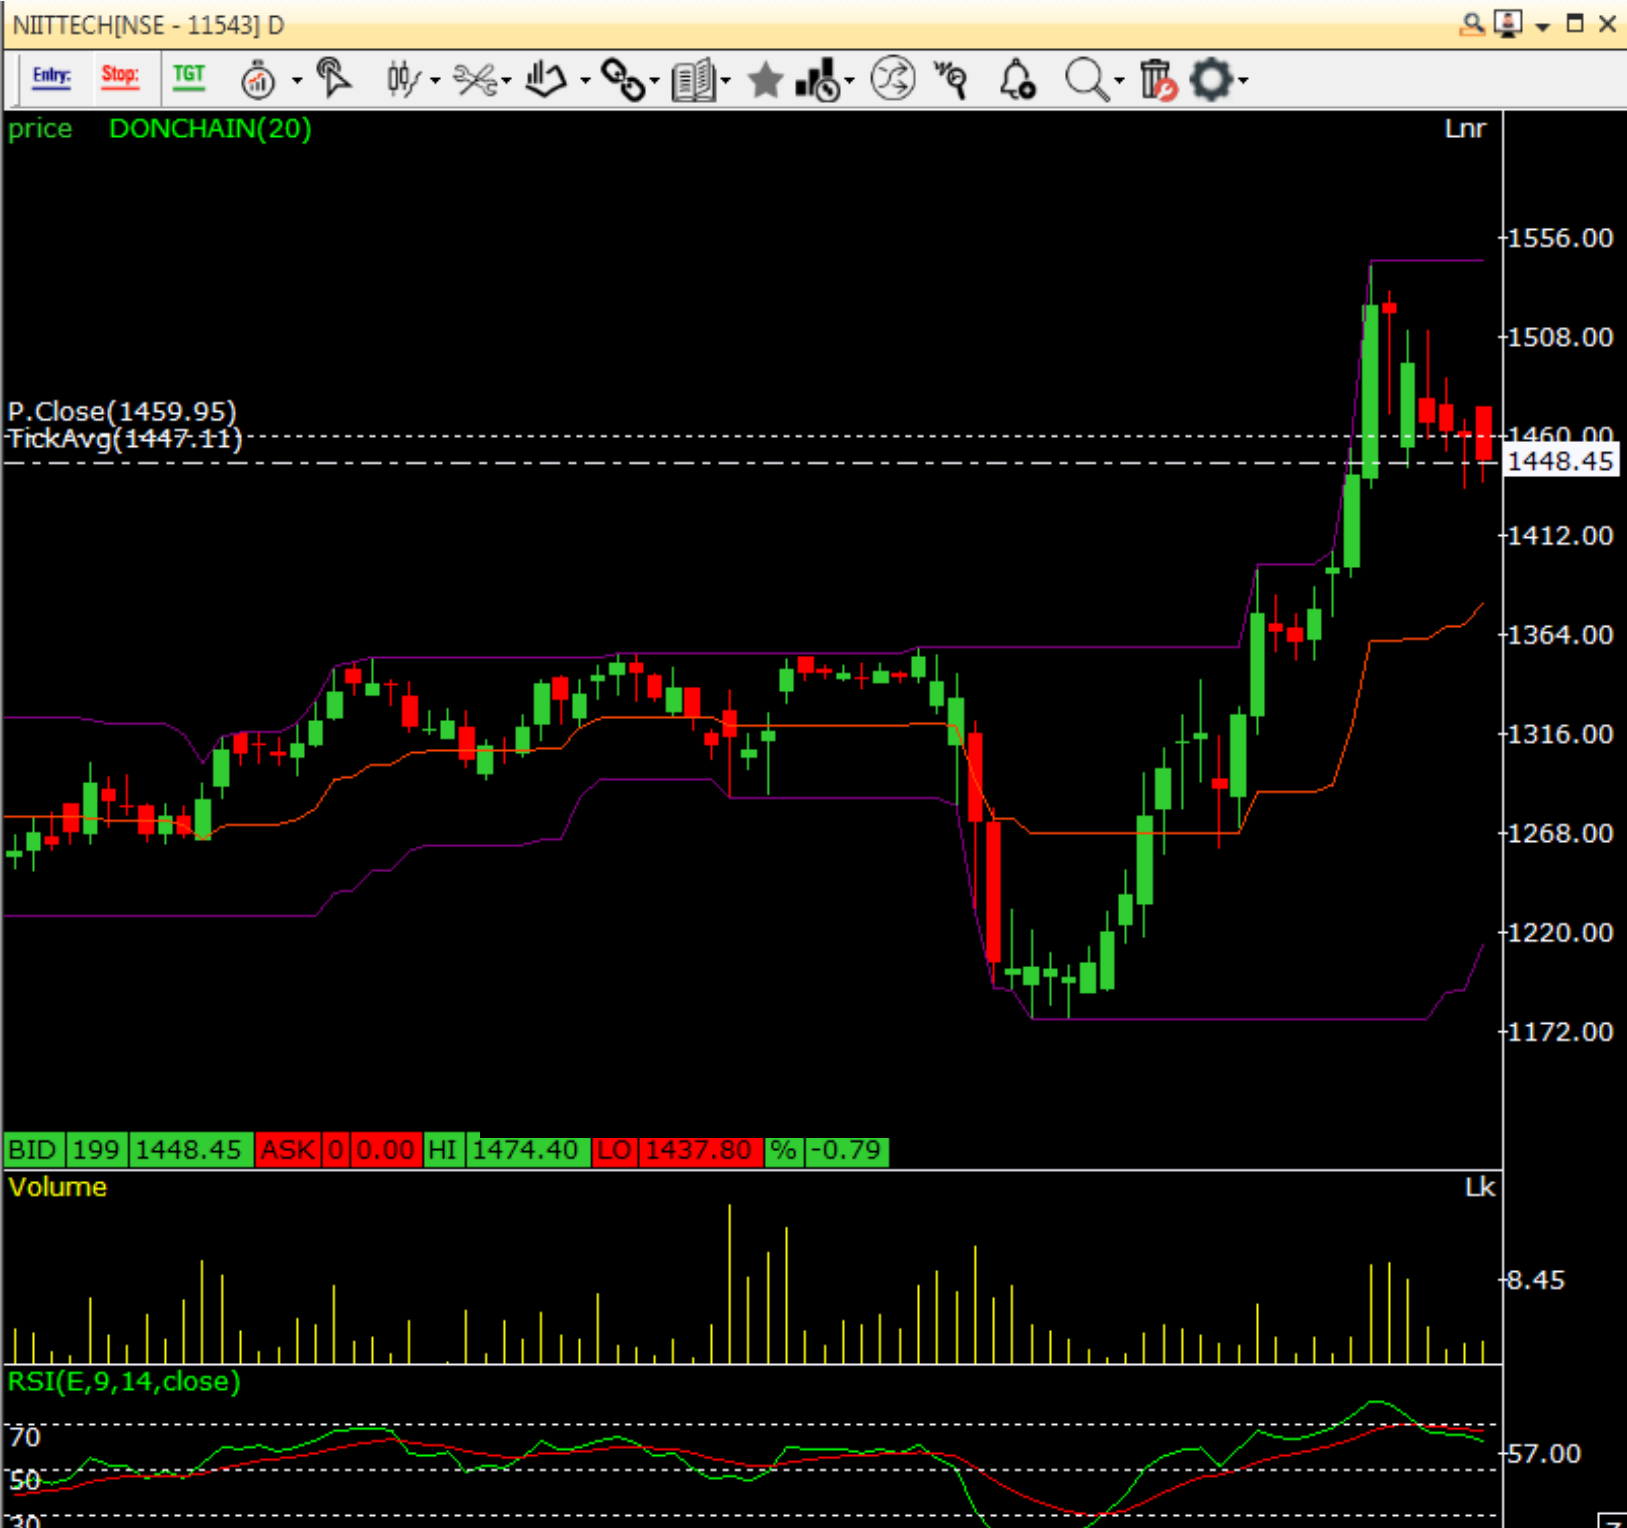 NIITTECH[NSE - 11543] D
Entry: Stop: TGT
price DONCHAIN(20) Lnr
1556.00
1508.00
P.Close(1459.95)
TickAvg(1447.11) 1460.00
1448.45
1412.00
1364.00
1316.00
1268.00
1220.00
1172.00
BID 199 1448.45 ASK 0 0.00 HI 1474.40 LO 1437.80 % -0.79
Volume Lk
8.45
RSI(E,9,14,close)
70
57.00
50
30